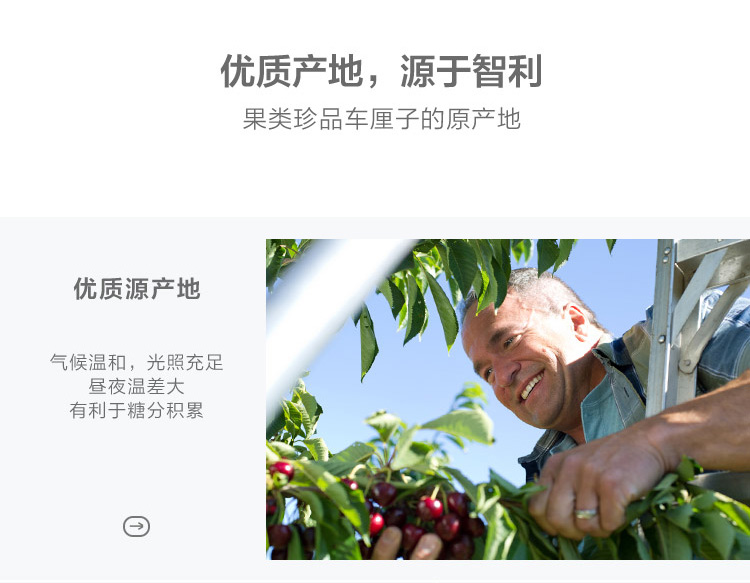 优质产地，源于智利
果类珍品车厘子的原产地
优质源产地
气候温和，光照充足
昼夜温差大
有利于糖分积累